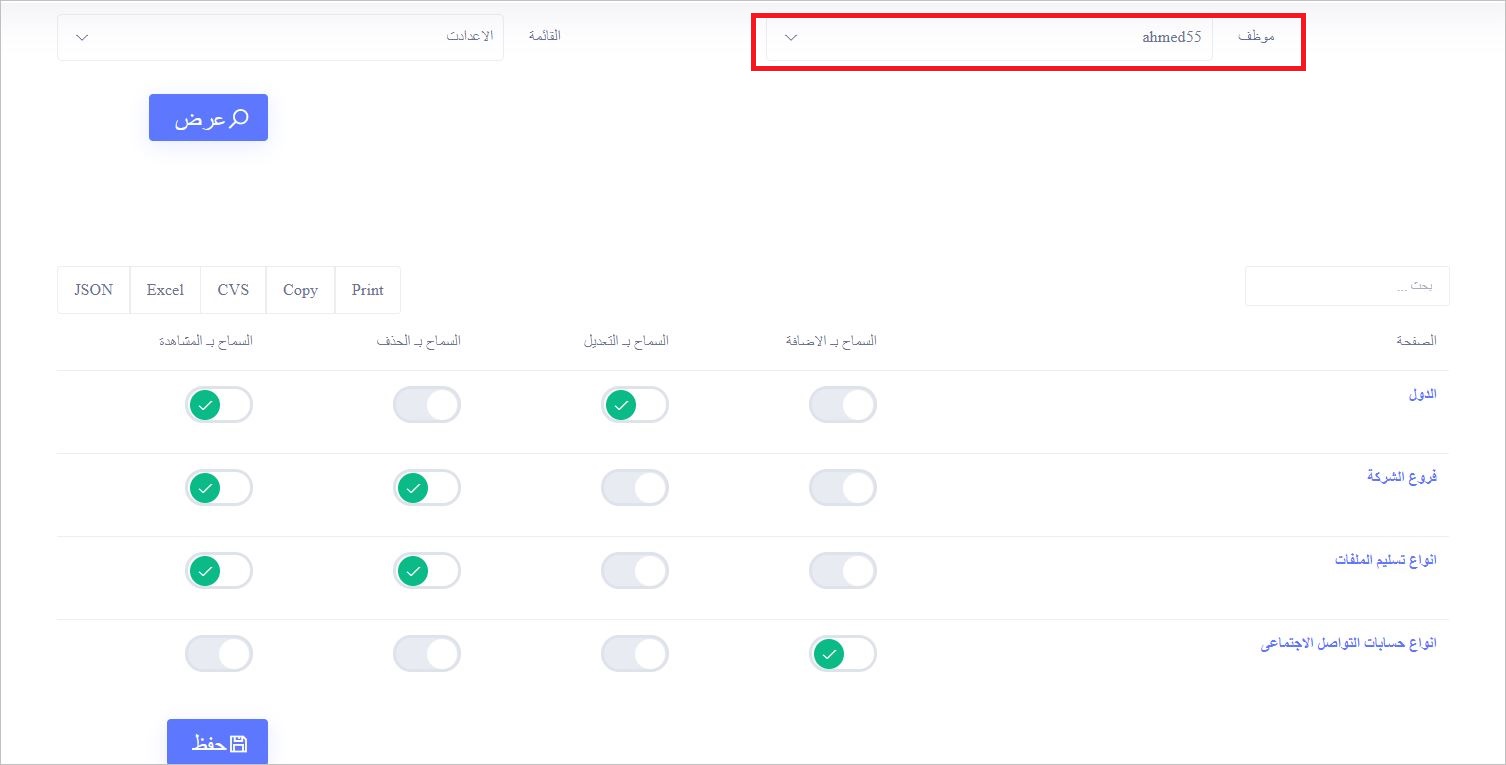 موظف ahmed55 القائمة الاعدادت
عرض
بحث ...
JSON Excel CVS Copy Print
الصفحة السماح بـ الاضافة السماح بـ التعديل السماح بـ الحذف السماح بـ المشاهدة
الدول
فروع الشركة
انواع تسليم الملفات
انواع حسابات التواصل الاجتماعى
حفظ